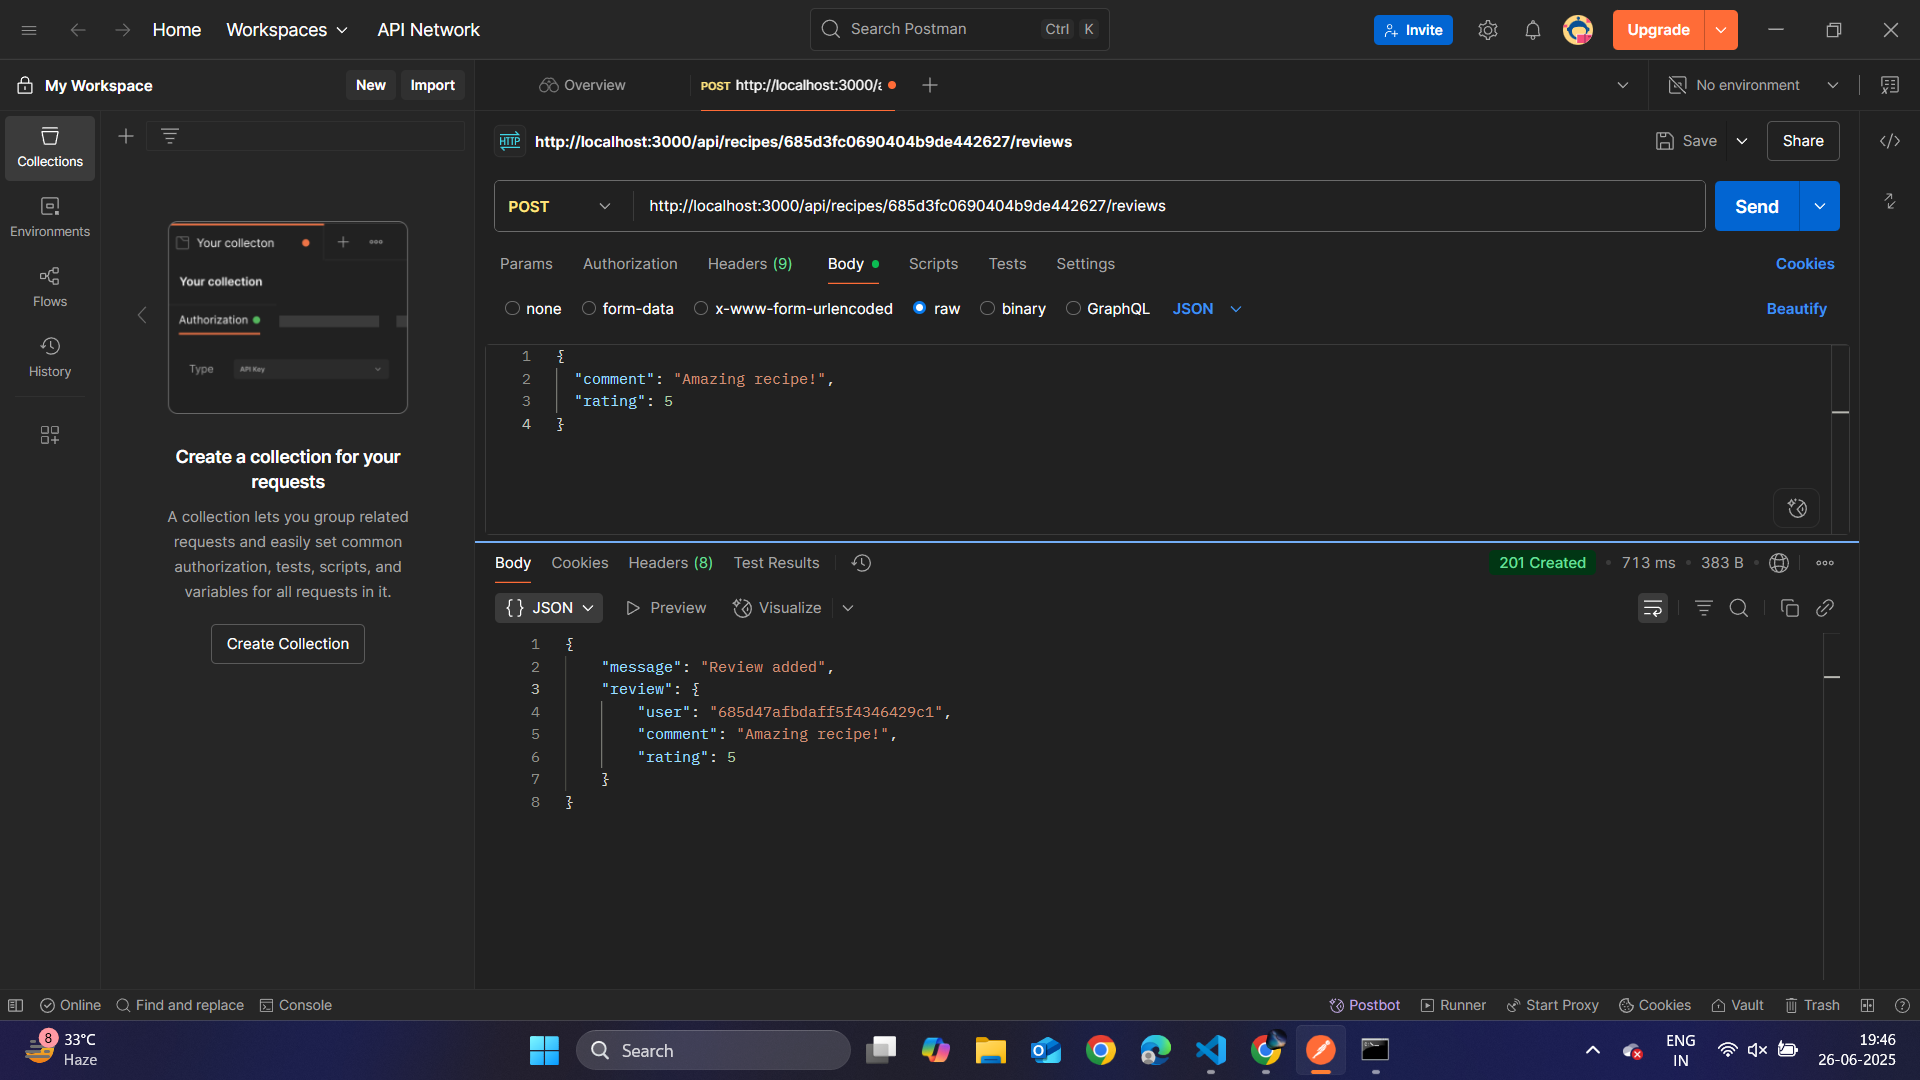 Home
Workspaces
API Network
Search Postman
Ctrl
K
Invite
Upgrade
My Workspace
New
Import
Overview
POST http://localhost:3000/a
No environment
Collections
Environments
Flows
History
HTTP
http://localhost:3000/api/recipes/685d3fc0690404b9de442627/reviews
Save
Share
POST
http://localhost:3000/api/recipes/685d3fc0690404b9de442627/reviews
Send
Params
Authorization
Headers (9)
Body
Scripts
Tests
Settings
Cookies
none
form-data
x-www-form-urlencoded
raw
binary
GraphQL
JSON
Beautify
1 {
2 "comment": "Amazing recipe!",
3 "rating": 5
4 }
Your collecton
Your collection
Authorization
Type
API Key
Create a collection for your
requests
A collection lets you group related
requests and easily set common
authorization, tests, scripts, and
variables for all requests in it.
Create Collection
Body
Cookies
Headers (8)
Test Results
201 Created
713 ms
383 B
{} JSON
Preview
Visualize
1 {
2 "message": "Review added",
3 "review": {
4 "user": "685d47afbdaff5f4346429c1",
5 "comment": "Amazing recipe!",
6 "rating": 5
7 }
8 }
Online
Find and replace
Console
Postbot
Runner
Start Proxy
Cookies
Vault
Trash
8
33°C
Haze
Search
ENG
IN
19:46
26-06-2025